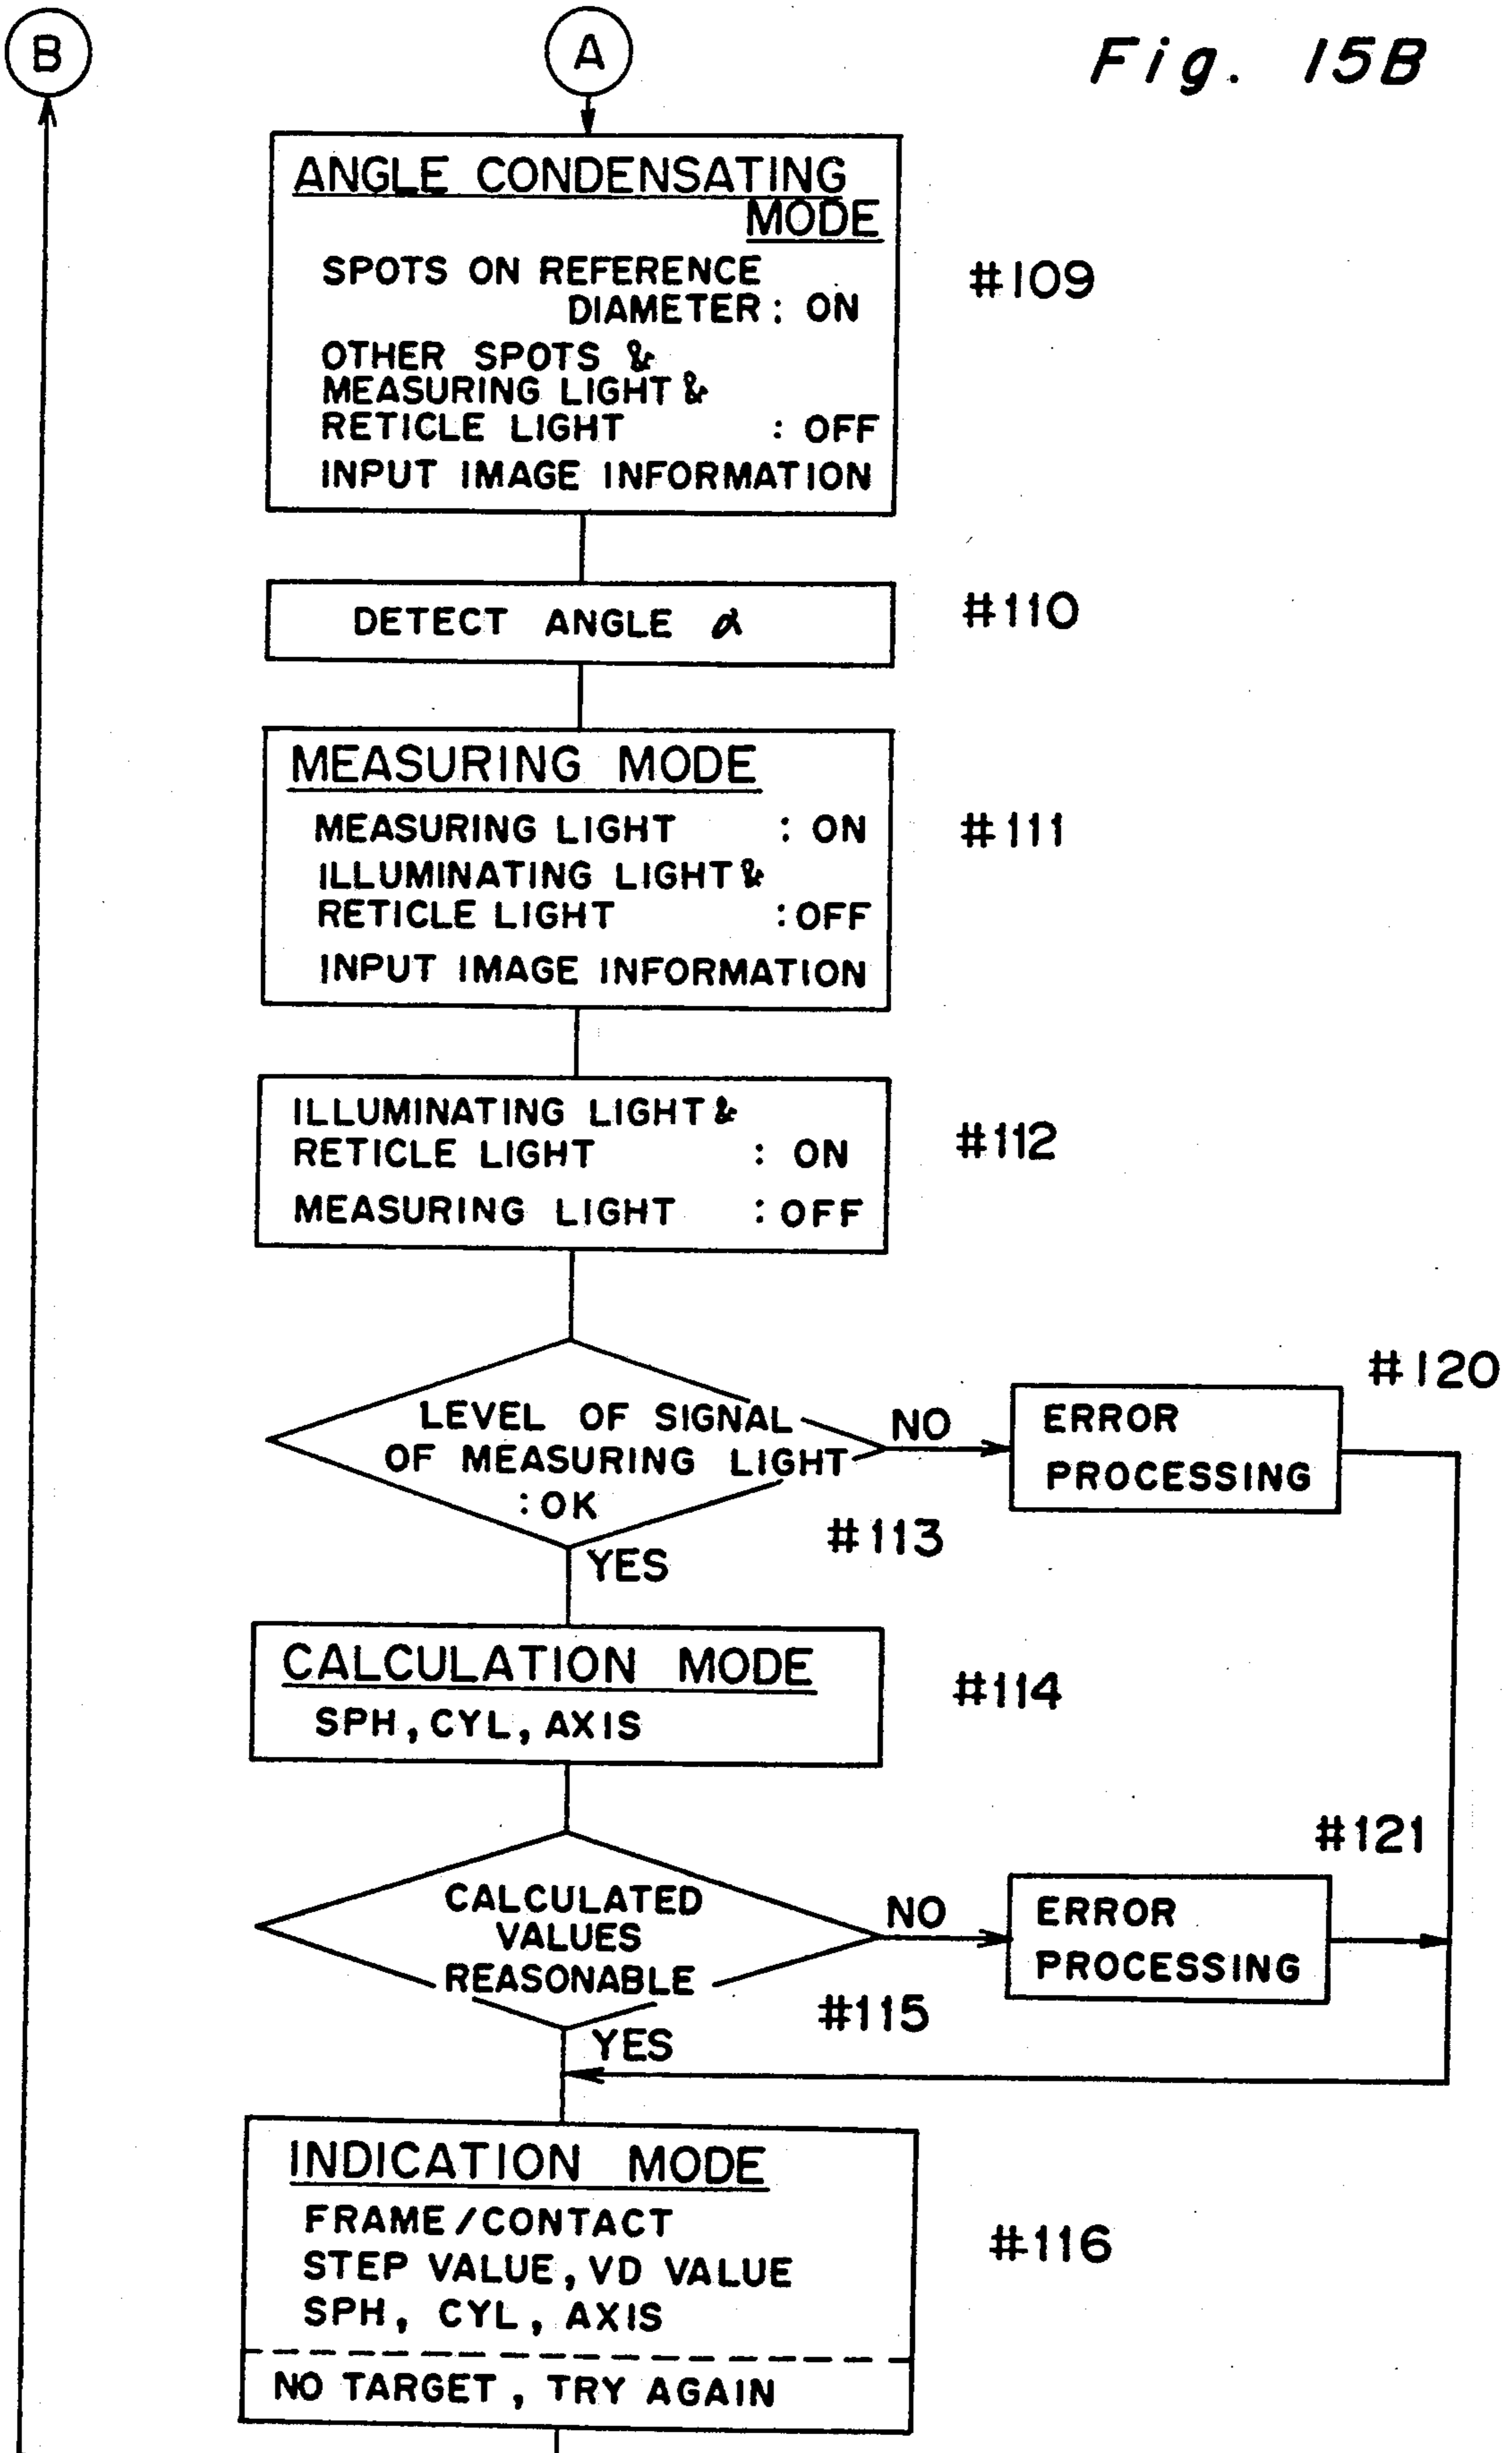 B
A
Fig. 15B
ANGLE CONDENSATING
MODE
SPOTS ON REFERENCE
DIAMETER : ON
#109
OTHER SPOTS &
MEASURING LIGHT &
RETICLE LIGHT : OFF
INPUT IMAGE INFORMATION
DETECT ANGLE α
#110
MEASURING MODE
MEASURING LIGHT : ON
#111
ILLUMINATING LIGHT &
RETICLE LIGHT : OFF
INPUT IMAGE INFORMATION
ILLUMINATING LIGHT &
RETICLE LIGHT : ON
#112
MEASURING LIGHT : OFF
LEVEL OF SIGNAL
OF MEASURING LIGHT
: OK
NO
#120
ERROR
PROCESSING
#113
YES
CALCULATION MODE
SPH, CYL, AXIS
#114
CALCULATED
VALUES
REASONABLE
NO
#121
ERROR
PROCESSING
#115
YES
INDICATION MODE
FRAME/CONTACT
STEP VALUE, VD VALUE
SPH, CYL, AXIS
#116
NO TARGET, TRY AGAIN